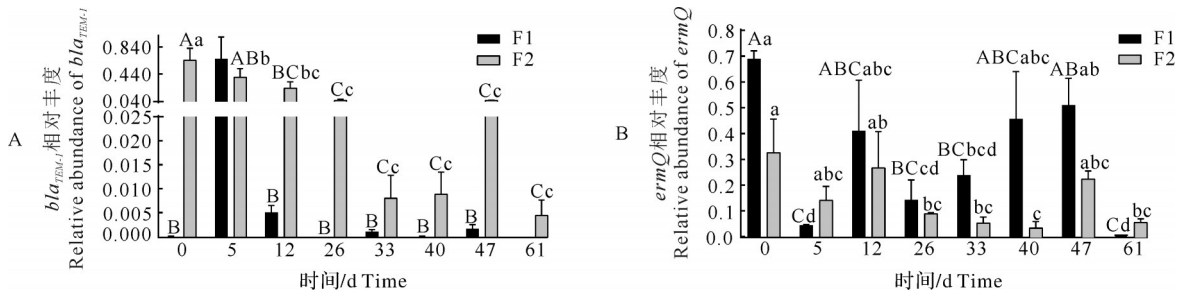 A
bla_TEM-1相对丰度
Relative abundance of bla_TEM-1
0.840
0.440
0.040
0.025
0.020
0.015
0.010
0.005
0.000
Aa
ABb
BCbc
Cc
Cc
Cc
Cc
Cc
B
B
B
B
B
B
F1
F2
0 5 12 26 33 40 47 61
时间/d Time
B
ermQ相对丰度
Relative abundance of ermQ
0.8
0.7
0.6
0.5
0.4
0.3
0.2
0.1
0.0
Aa
a
Cd
abc
ABCabc
ab
BCcd
bc
BCbcd
bc
ABCabc
c
ABab
abc
Cd
bc
F1
F2
0 5 12 26 33 40 47 61
时间/d Time